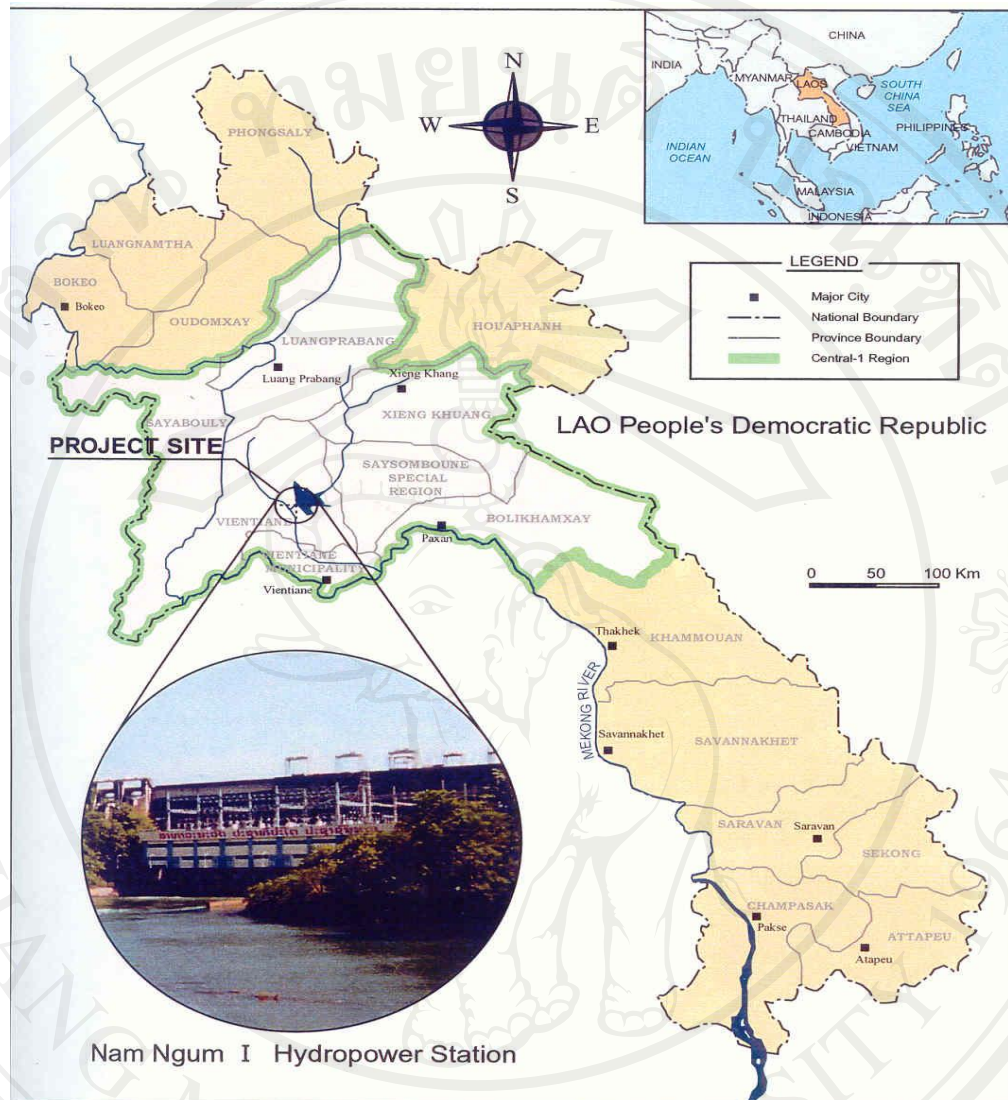 N
W
E
S
CHINA
INDIA
MYANMAR
LAOS
SOUTH
CHINA
SEA
THAILAND
PHILIPPINES
CAMBODIA
VIETNAM
INDIAN
OCEAN
MALAYSIA
INDONESIA
LEGEND
Major City
National Boundary
Province Boundary
Central-1 Region
PHONGSALY
LUANGNAMTHA
BOKEO
Bokeo
OUDOMXAY
HOUAPHANH
LUANGPRABANG
Luang Prabang
Xieng Khang
XIENG KHUANG
SAYABOULY
LAO People's Democratic Republic
PROJECT SITE
SAYSOMBOUNE
SPECIAL
REGION
VIENTIANE
BOLIKHAMXAY
Paxan
VIENTIANE
MUNICIPALITY
Vientiane
0 50 100 Km
Thakhek
KHAMMOUAN
MEKONG RIVER
Savannakhet
SAVANNAKHET
SARAVAN
Saravan
SEKONG
CHAMPASAK
Pakse
ATTAPEU
Atapeu
Nam Ngum I Hydropower Station